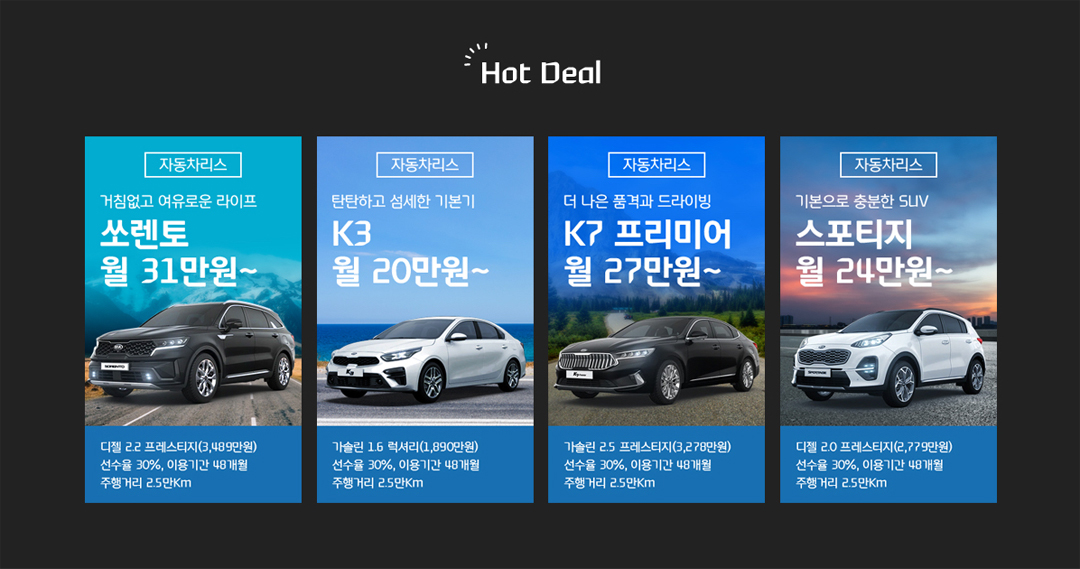 Hot Deal
자동차리스
거침없고 여유로운 라이프
쏘렌토
월 31만원~
디젤 2.2 프레스티지(3,489만원)
선수율 30%, 이용기간 48개월
주행거리 2.5만Km
자동차리스
탄탄하고 섬세한 기본기
K3
월 20만원~
가솔린 1.6 럭셔리(1,890만원)
선수율 30%, 이용기간 48개월
주행거리 2.5만Km
자동차리스
더 나은 품격과 드라이빙
K7 프리미어
월 27만원~
가솔린 2.5 프레스티지(3,278만원)
선수율 30%, 이용기간 48개월
주행거리 2.5만Km
자동차리스
기본으로 충분한 SUV
스포티지
월 24만원~
디젤 2.0 프레스티지(2,779만원)
선수율 30%, 이용기간 48개월
주행거리 2.5만Km